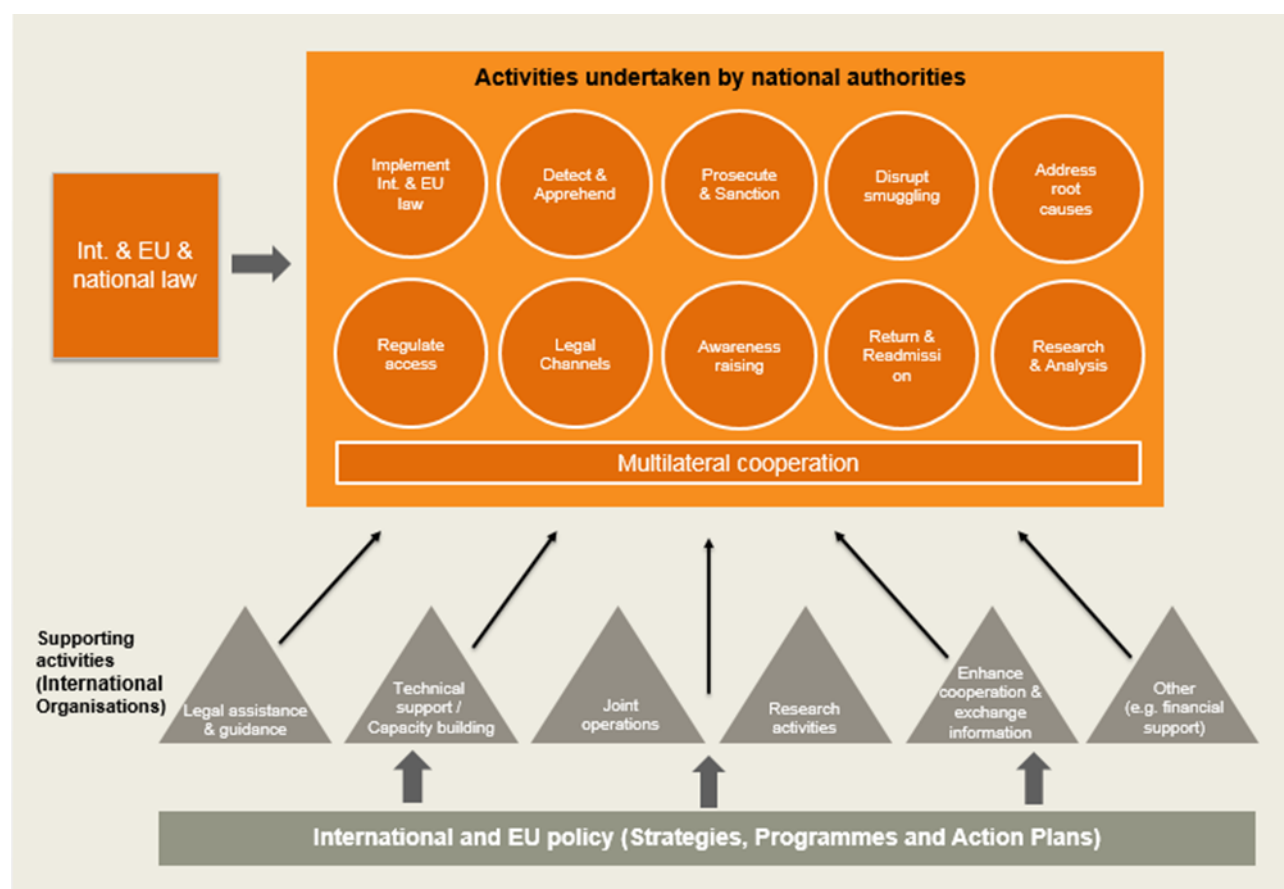 Activities undertaken by national authorities
Implement
Int. & EU
law
Detect &
Apprehend
Prosecute
& Sanction
Disrupt
smuggling
Address
root
causes
Int. & EU &
national law
Regulate
access
Legal
Channels
Awareness
raising
Return &
Readmissi
on
Research
& Analysis
Multilateral cooperation
Supporting
activities
(International
Organisations)
Legal assistance
& guidance
Technical
support /
Capacity building
Joint
operations
Research
activities
Enhance
cooperation &
exchange
information
Other
(e.g. financial
support)
International and EU policy (Strategies, Programmes and Action Plans)